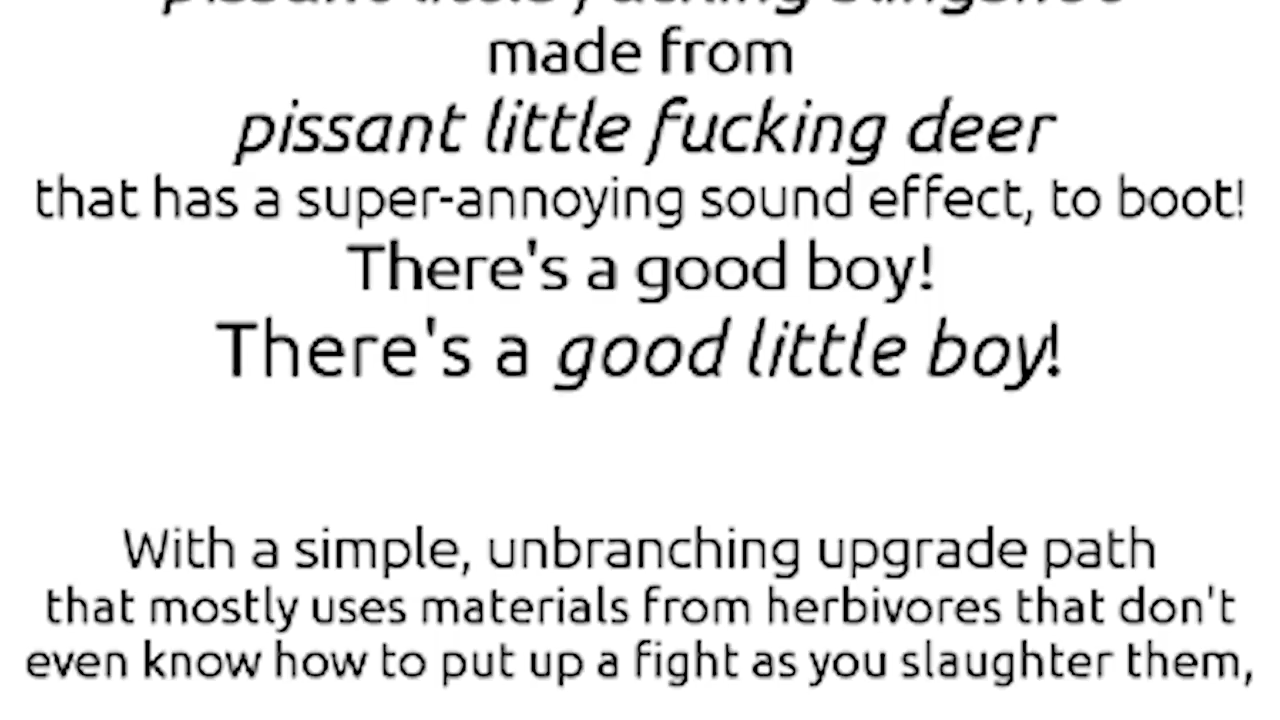 made from
pissant little fucking deer
that has a super-annoying sound effect, to boot!
There's a good boy!
There's a good little boy!
With a simple, unbranching upgrade path
that mostly uses materials from herbivores that don't
even know how to put up a fight as you slaughter them,